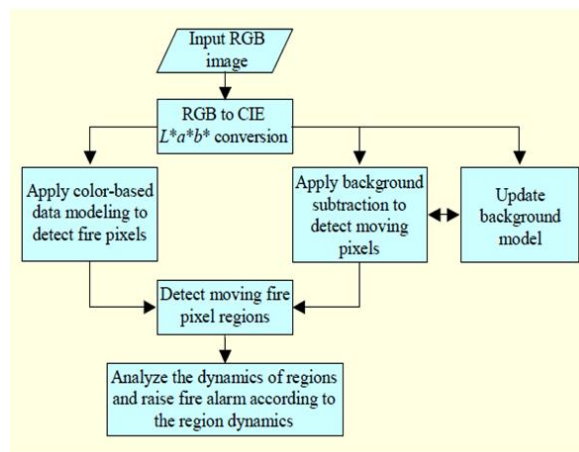 Input RGB
image
RGB to CIE
L*a*b* conversion
Apply color-based
data modeling to
detect fire pixels
Apply background
subtraction to
detect moving
pixels
Update
background
model
Detect moving fire
pixel regions
Analyze the dynamics of regions
and raise fire alarm according to
the region dynamics